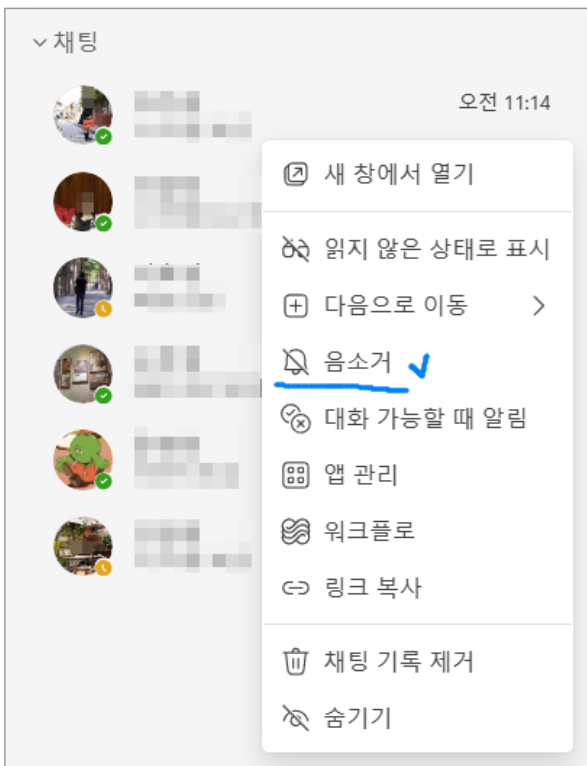 채팅
오전 11:14
새 창에서 열기
읽지 않은 상태로 표시
다음으로 이동
음소거
대화 가능할 때 알림
앱 관리
워크플로
링크 복사
채팅 기록 제거
숨기기